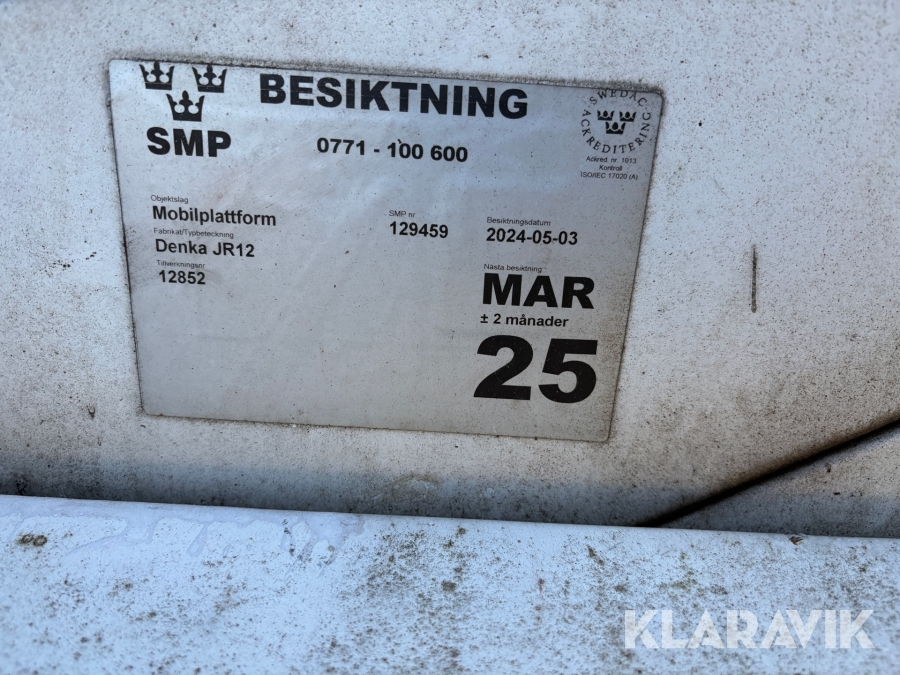 BESIKTNING
SMP
0771 - 100 600
SWEDAC ACKREDITERING
Ackred. nr. 1013
Kontroll
ISO/IEC 17020 (A)
Objektslag
Mobilplattform
Fabrikat/Typbeteckning
Denka JR12
Tillverkningsnr
12852
SMP nr
129459
Besiktningsdatum
2024-05-03
Nästa besiktning
MAR
± 2 månader
25
KLARAVIK